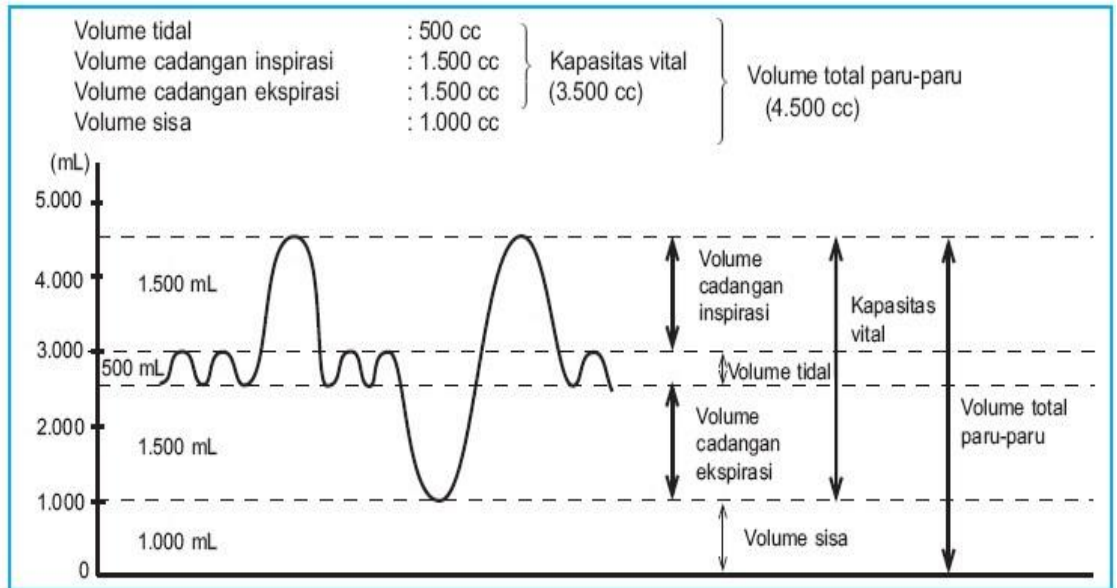 Volume tidal : 500 cc
Volume cadangan inspirasi : 1.500 cc
Volume cadangan ekspirasi : 1.500 cc
Volume sisa : 1.000 cc
Kapasitas vital
(3.500 cc)
Volume total paru-paru
(4.500 cc)
(mL)
5.000
4.000
3.000
2.000
1.000
0
1.500 mL
500 mL
1.500 mL
1.000 mL
Volume
cadangan
inspirasi
Volume tidal
Volume
cadangan
ekspirasi
Volume sisa
Kapasitas
vital
Volume total
paru-paru